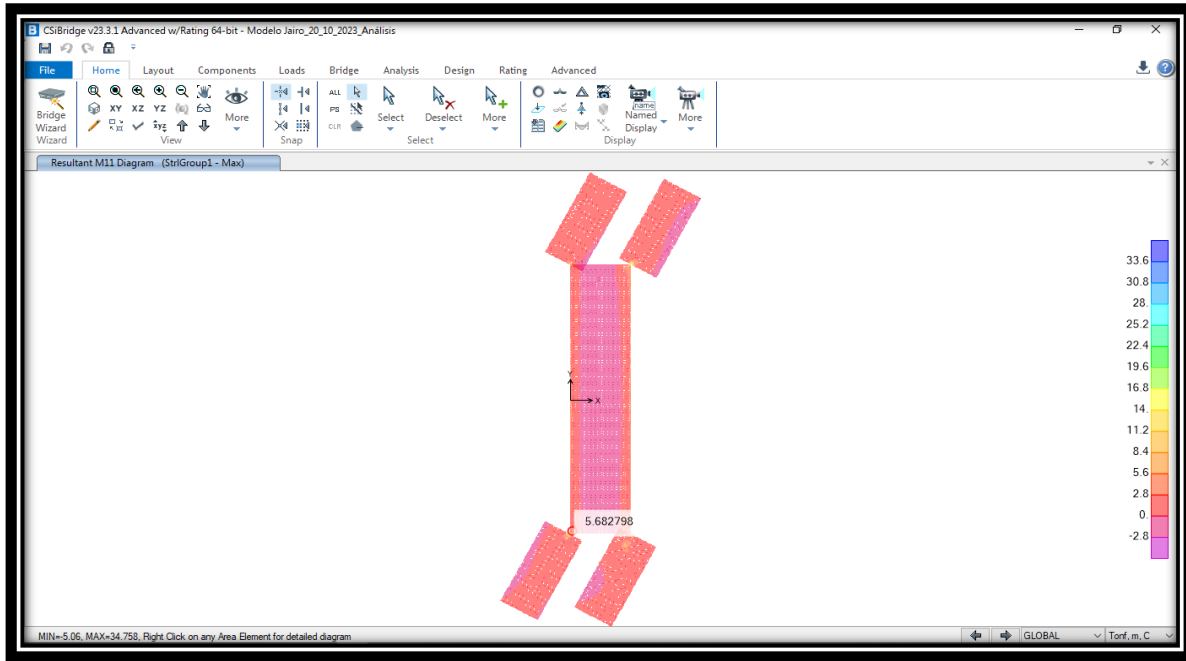 B CSiBridge v23.3.1 Advanced w/Rating 64-bit - Modelo Jairo_20_10_2023_Análisis
File Home Layout Components Loads Bridge Analysis Design Rating Advanced
Bridge Wizard
XY XZ YZ
xyz
More
ALL
PS
CLR
Select
Deselect
More
name
Named Display
More
Wizard View Snap Select Display
Resultant M11 Diagram (StrlGroup1 - Max)
33.6
30.8
28.
25.2
22.4
19.6
16.8
14.
11.2
8.4
5.6
2.8
0.
-2.8
Y
X
5.682798
MIN=-5.06, MAX=34.758, Right Click on any Area Element for detailed diagram
GLOBAL
Tonf, m, C